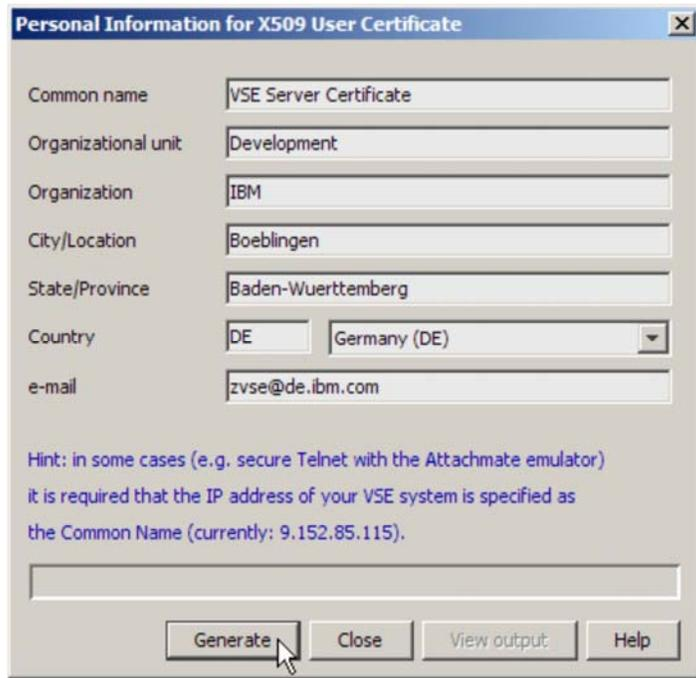 Personal Information for X509 User Certificate
Common name VSE Server Certificate
Organizational unit Development
Organization IBM
City/Location Boeblingen
State/Province Baden-Wuerttemberg
Country DE Germany (DE)
e-mail zvse@de.ibm.com
Hint: in some cases (e.g. secure Telnet with the Attachmate emulator)
it is required that the IP address of your VSE system is specified as
the Common Name (currently: 9.152.85.115).
Generate Close View output Help